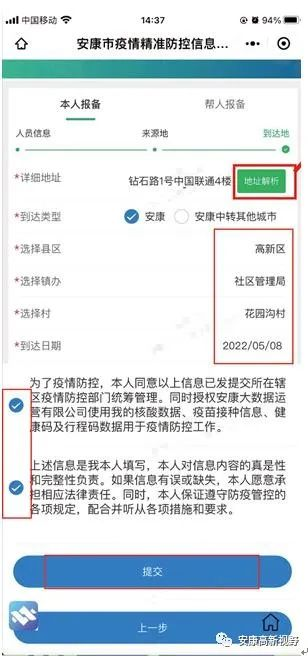 中国移动 14:37 94%
安康市疫情精准防控信息...
本人报备 帮人报备
人员信息 来源地 到达地
*详细地址 钻石路1号中国联通4楼 地址解析
*到达类型 安康 安康中转其他城市
*选择县区 高新区
*选择镇办 社区管理局
*选择村 花园沟村
*到达日期 2022/05/08
为了疫情防控，本人同意以上信息已发提交所在辖
区疫情防控部门统筹管理。同时授权安康大数据运
营有限公司使用我的核酸数据、疫苗接种信息、健
康码及行程码数据用于疫情防控工作。
上述信息是我本人填写，本人对信息内容的真是性
和完整性负责。如果信息有误或缺失，本人愿意承
担相应法律责任。同时，本人保证遵守防疫管控的
各项规定，配合并听从各项措施和要求。
提交
上一步
安康高新视野